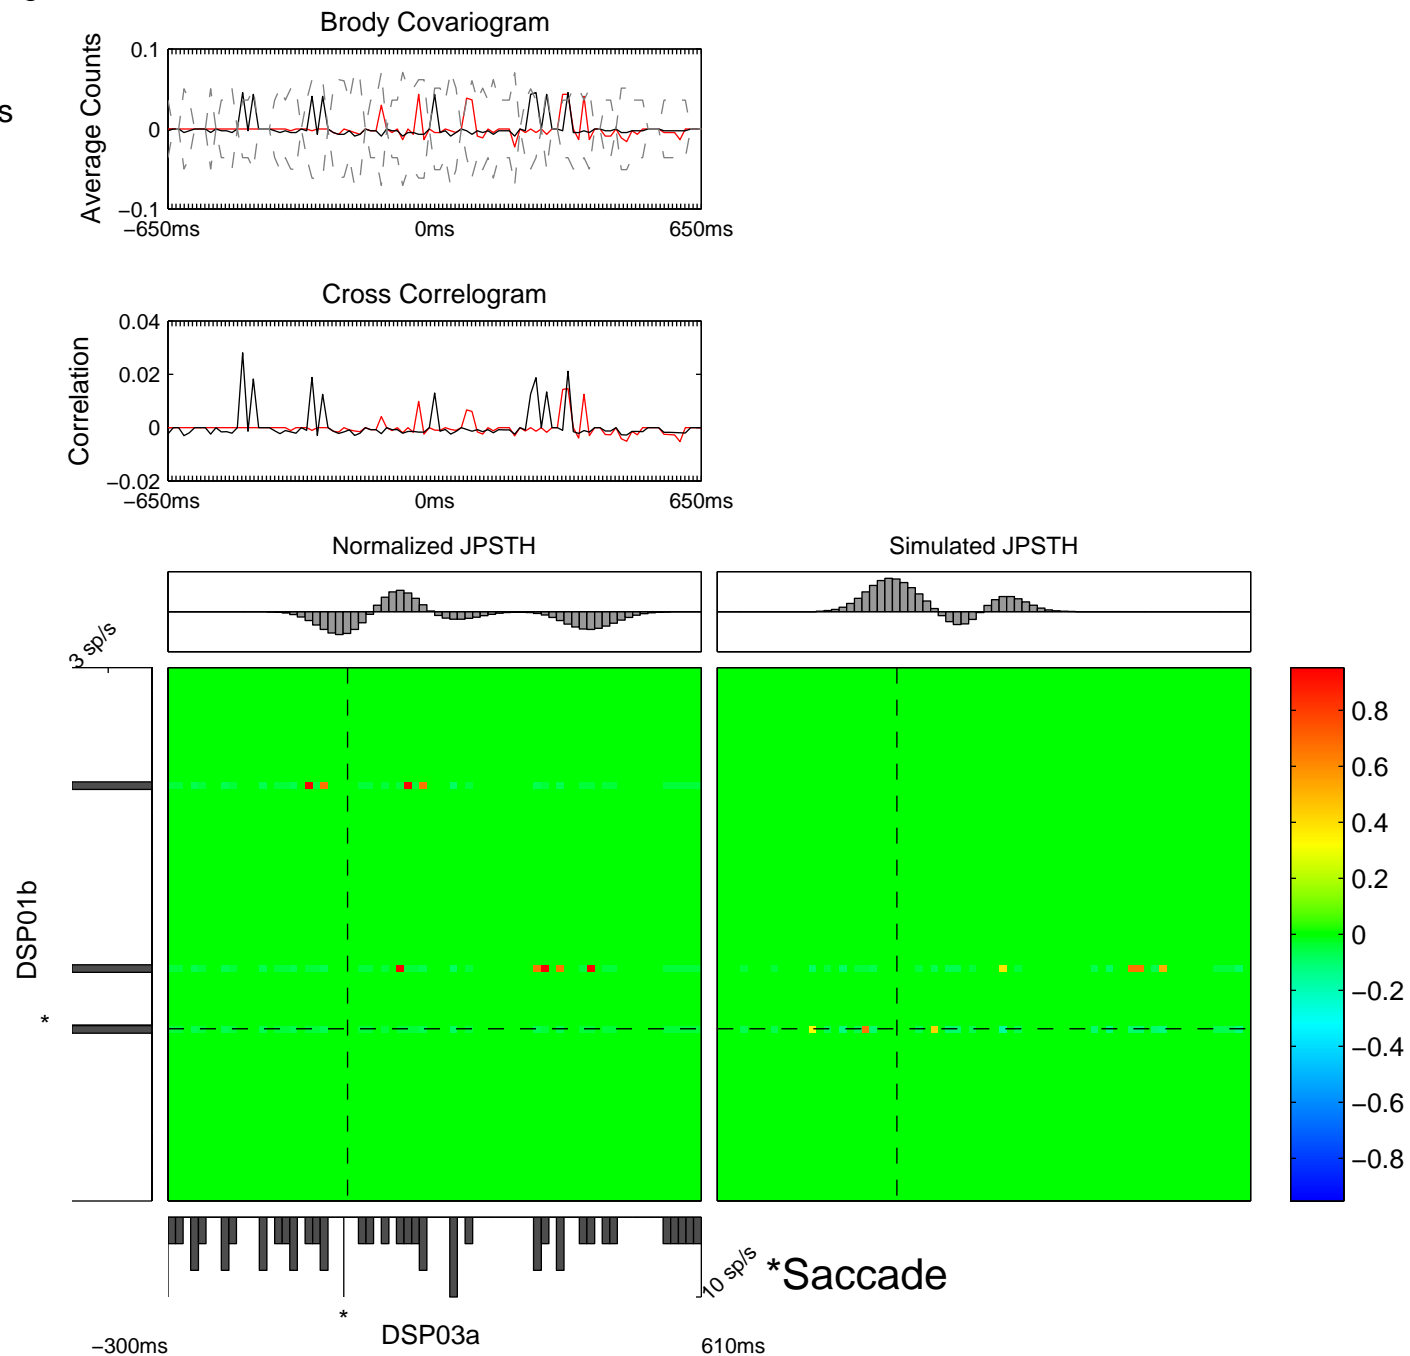 Brody Covariogram
Average Counts
0.1
0
−0.1
−650ms
0ms
650ms
s
Cross Correlogram
Correlation
0.04
0.02
0
−0.02
−650ms
0ms
650ms
Normalized JPSTH
Simulated JPSTH
3 sp/s
DSP01b
*
0.8
0.6
0.4
0.2
0
−0.2
−0.4
−0.6
−0.8
10 sp/s
*Saccade
*
DSP03a
−300ms
610ms